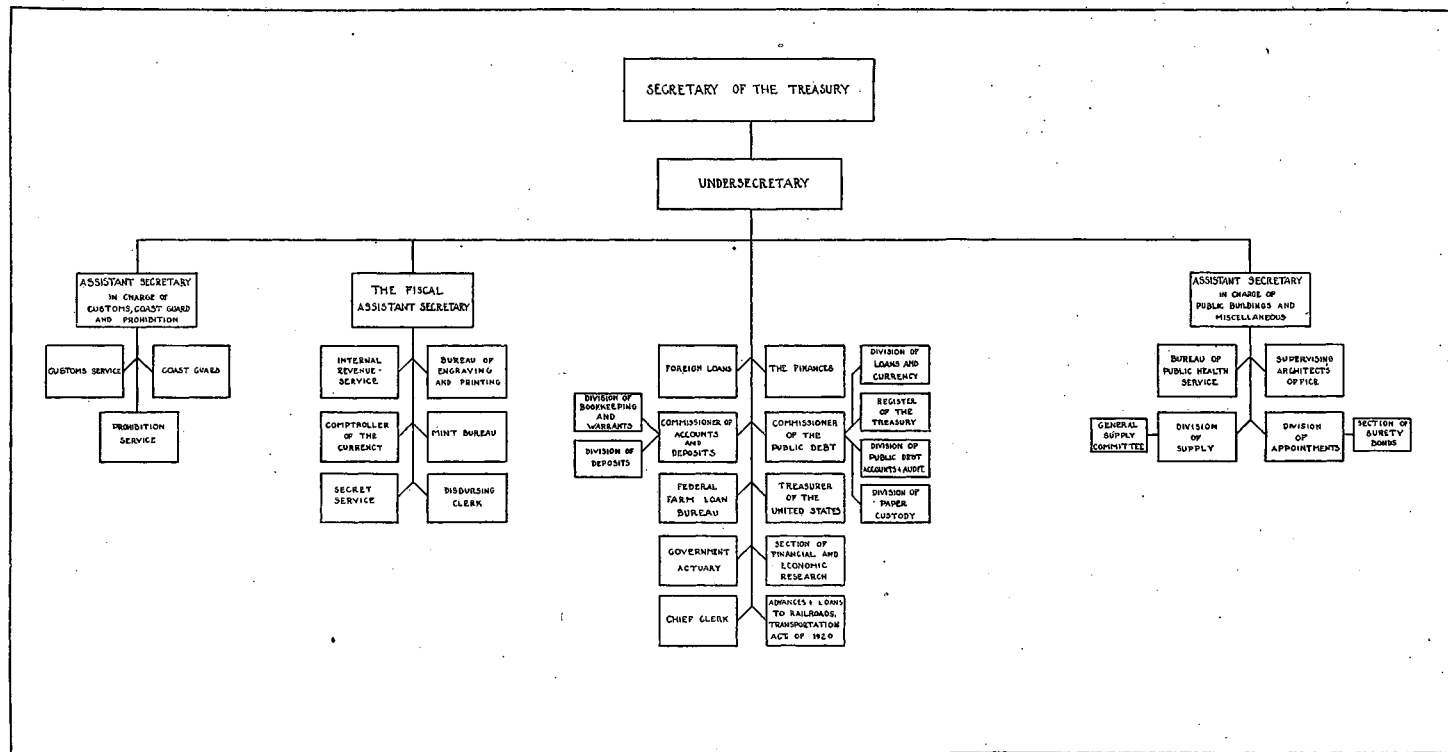 SECRETARY OF THE TREASURY
UNDERSECRETARY
ASSISTANT SECRETARY
IN CHARGE OF
CUSTOMS, COAST GUARD
AND PROHIBITION
THE FISCAL
ASSISTANT SECRETARY
ASSISTANT SECRETARY
IN CHARGE OF
PUBLIC BUILDINGS AND
MISCELLANEOUS
CUSTOMS SERVICE
COAST GUARD
PROHIBITION
SERVICE
INTERNAL
REVENUE-
SERVICE
BUREAU OF
ENGRAVING
AND PRINTING
COMPTROLLER
OF THE
CURRENCY
MINT BUREAU
SECRET
SERVICE
DISBURSING
CLERK
FOREIGN LOANS
THE FINANCES
DIVISION OF
LOANS AND
CURRENCY
DIVISION OF
BOOKKEEPING
AND
WARRANTS
DIVISION OF
DEPOSITS
COMMISSIONER OF
ACCOUNTS
AND
DEPOSITS
COMMISSIONER
OF THE
PUBLIC DEBT
REGISTER
OF THE
TREASURY
DIVISION OF
PUBLIC DEBT
ACCOUNTS & AUDIT
DIVISION OF
PAPER
CUSTODY
FEDERAL
FARM LOAN
BUREAU
TREASURER
OF THE
UNITED STATES
GOVERNMENT
ACTUARY
SECTION OF
FINANCIAL AND
ECONOMIC
RESEARCH
CHIEF CLERK
ADVANCES & LOANS
TO RAILROADS,
TRANSPORTATION
ACT OF 1920
BUREAU OF
PUBLIC HEALTH
SERVICE
SUPERVISING
ARCHITECTS
OFFICE
GENERAL
SUPPLY
COMMITTEE
DIVISION
OF
SUPPLY
DIVISION
OF
APPOINTMENTS
SECTION OF
SURETY
BONDS